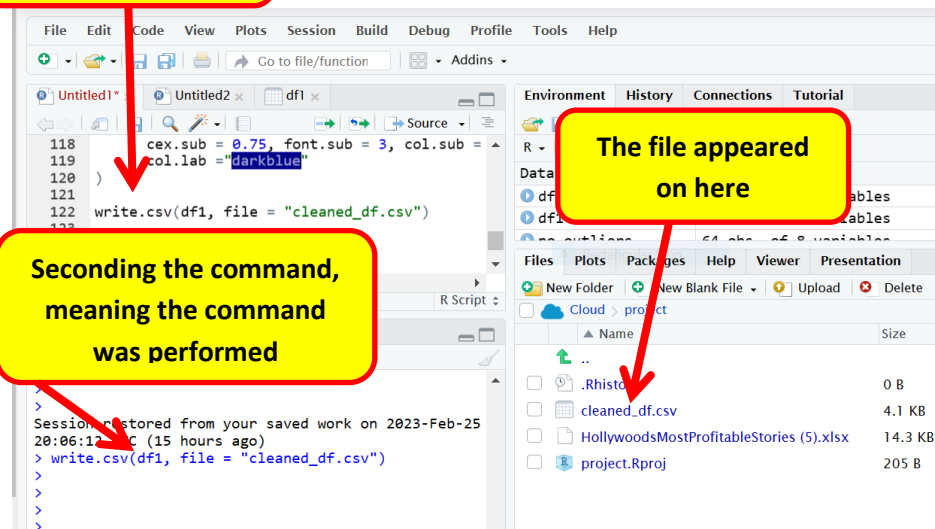 File Edit Code View Plots Session Build Debug Profile Tools Help
Go to file/function Addins
Untitled1* Untitled2 df1
Source
118 cex.sub = 0.75, font.sub = 3, col.sub =
119 col.lab ="darkblue"
120 )
121
122 write.csv(df1, file = "cleaned_df.csv")
123
Seconding the command,
meaning the command
was performed
R Script
>
>
Session restored from your saved work on 2023-Feb-25
20:06:12 (15 hours ago)
> write.csv(df1, file = "cleaned_df.csv")
>
>
>
>
Environment History Connections Tutorial
R
The file appeared
on here
Data
64 obs. of 8 variables
Files Plots Packages Help Viewer Presentation
New Folder New Blank File Upload Delete
Cloud > project
Name Size
..
.Rhisto 0 B
cleaned_df.csv 4.1 KB
HollywoodsMostProfitableStories (5).xlsx 14.3 KB
project.Rproj 205 B